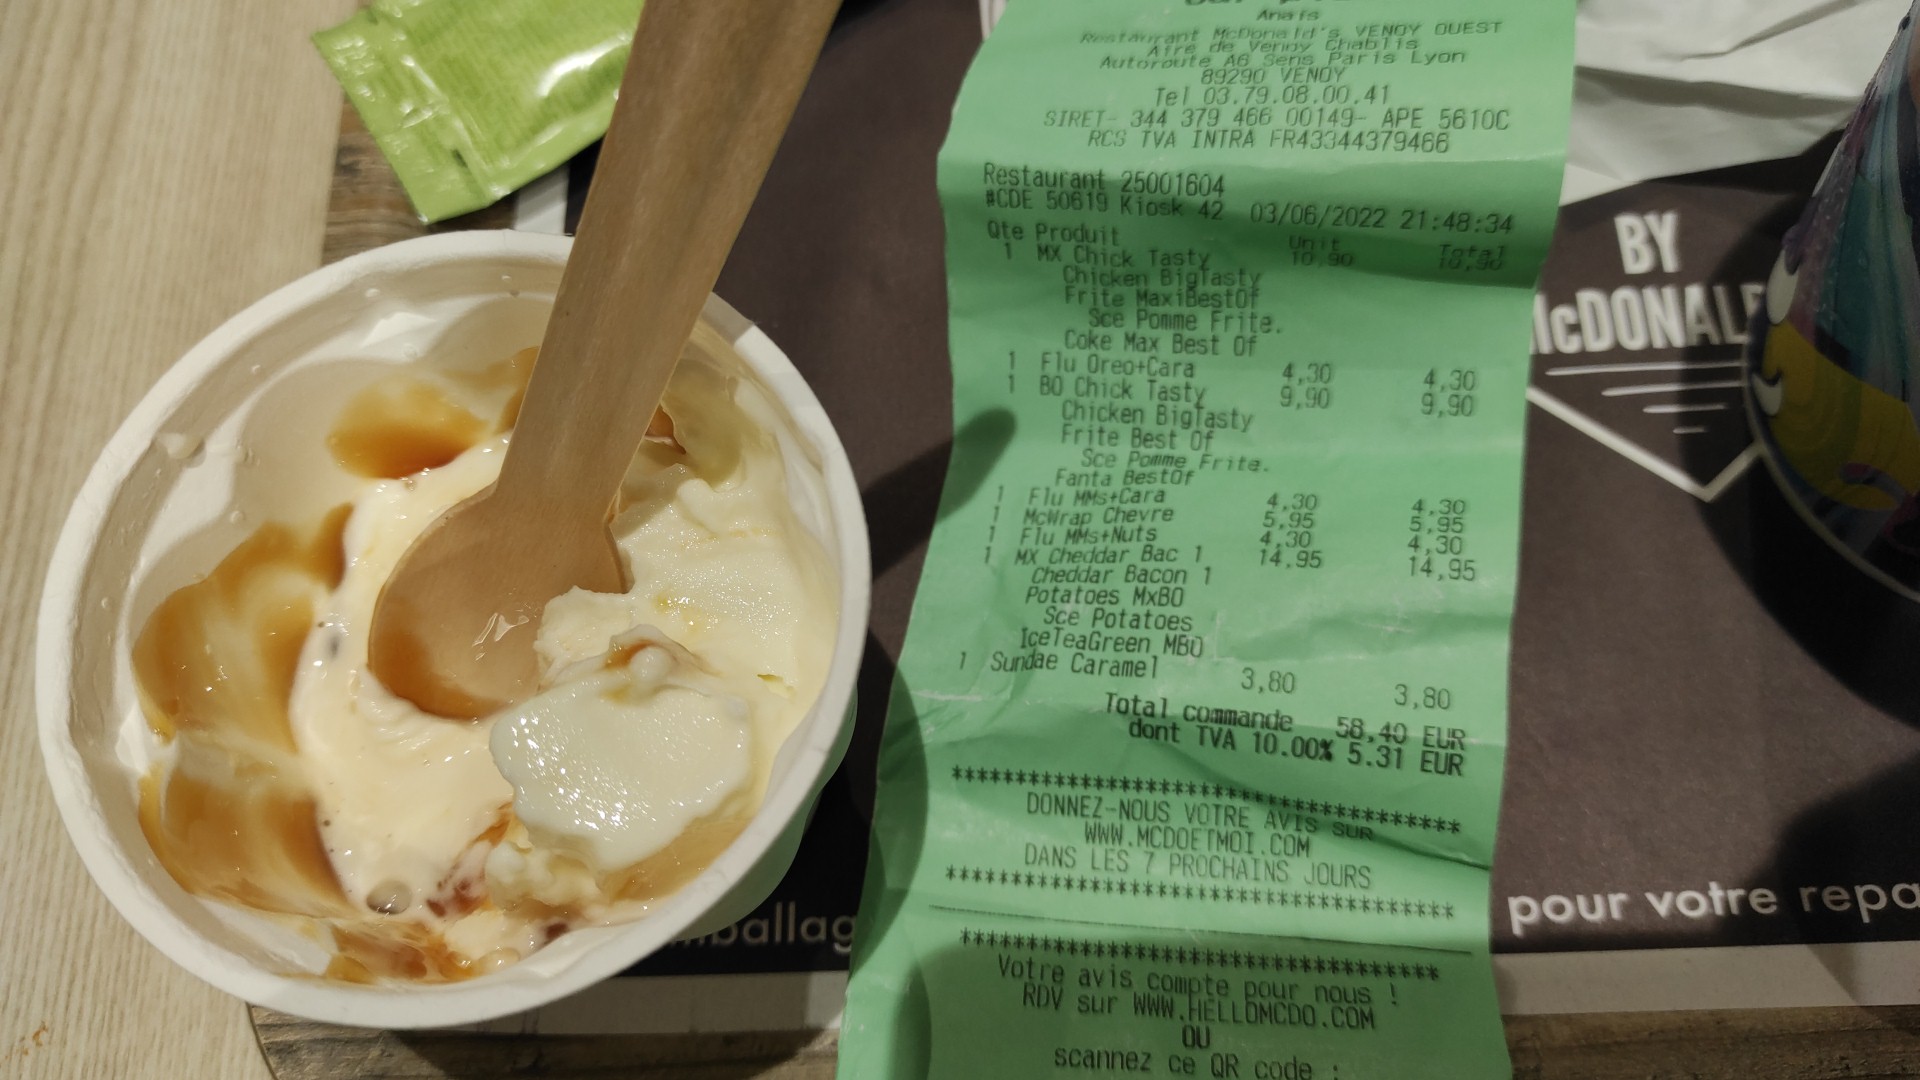 Anaïs
Restaurant McDonald's VENOY OUEST
Aire de Venoy Chablis
Autoroute A6 Sens Paris Lyon
89290 VENOY
Tel 03.79.08.00.41
SIRET- 344 379 466 00149- APE 5610C
RCS TVA INTRA FR43344379466
Restaurant 25001604
#CDE 50619 Kiosk 42 03/06/2022 21:48:34
Qte Produit Unit Total
1 MX Chick Tasty 10,90 10,90
Chicken BigTasty
Frite MaxiBestOf
Sce Pomme Frite.
Coke Max Best Of
1 Flu Oreo+Cara 4,30 4,30
1 BO Chick Tasty 9,90 9,90
Chicken BigTasty
Frite Best Of
Sce Pomme Frite.
Fanta BestOf
1 Flu MMs+Cara 4,30 4,30
1 McWrap Chevre 5,95 5,95
1 Flu MMs+Nuts 4,30 4,30
1 MX Cheddar Bac 1 14,95 14,95
Cheddar Bacon 1
Potatoes MxBO
Sce Potatoes
IceTeaGreen MBO
1 Sundae Caramel 3,80 3,80
Total commande 58,40 EUR
dont TVA 10.00% 5.31 EUR
***************************************
DONNEZ-NOUS VOTRE AVIS SUR
WWW.MCDOETMOI.COM
DANS LES 7 PROCHAINS JOURS
***************************************
***************************************
Votre avis compte pour nous !
RDV sur WWW.HELLOMCDO.COM
OU
scannez ce QR code :
BY
McDONAL
pour votre repa
mballag